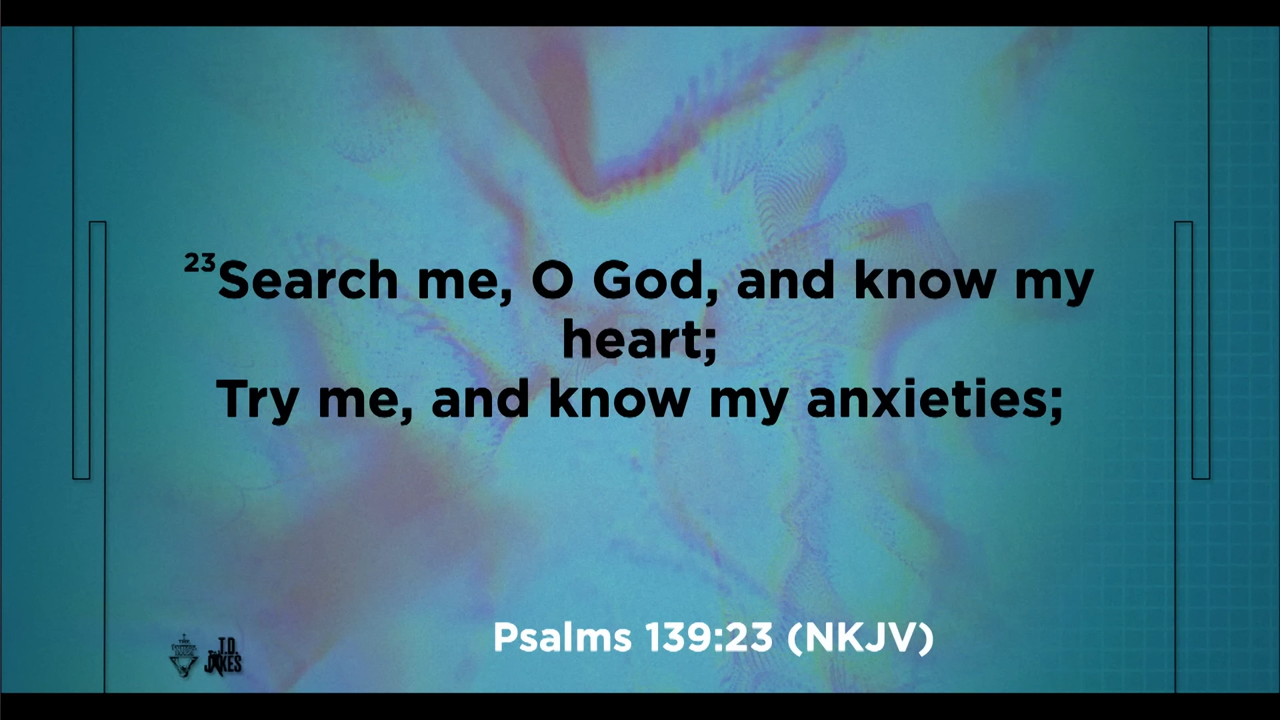 ²³Search me, O God, and know my
heart;
Try me, and know my anxieties;
Psalms 139:23 (NKJV)
T.D.
JAKES